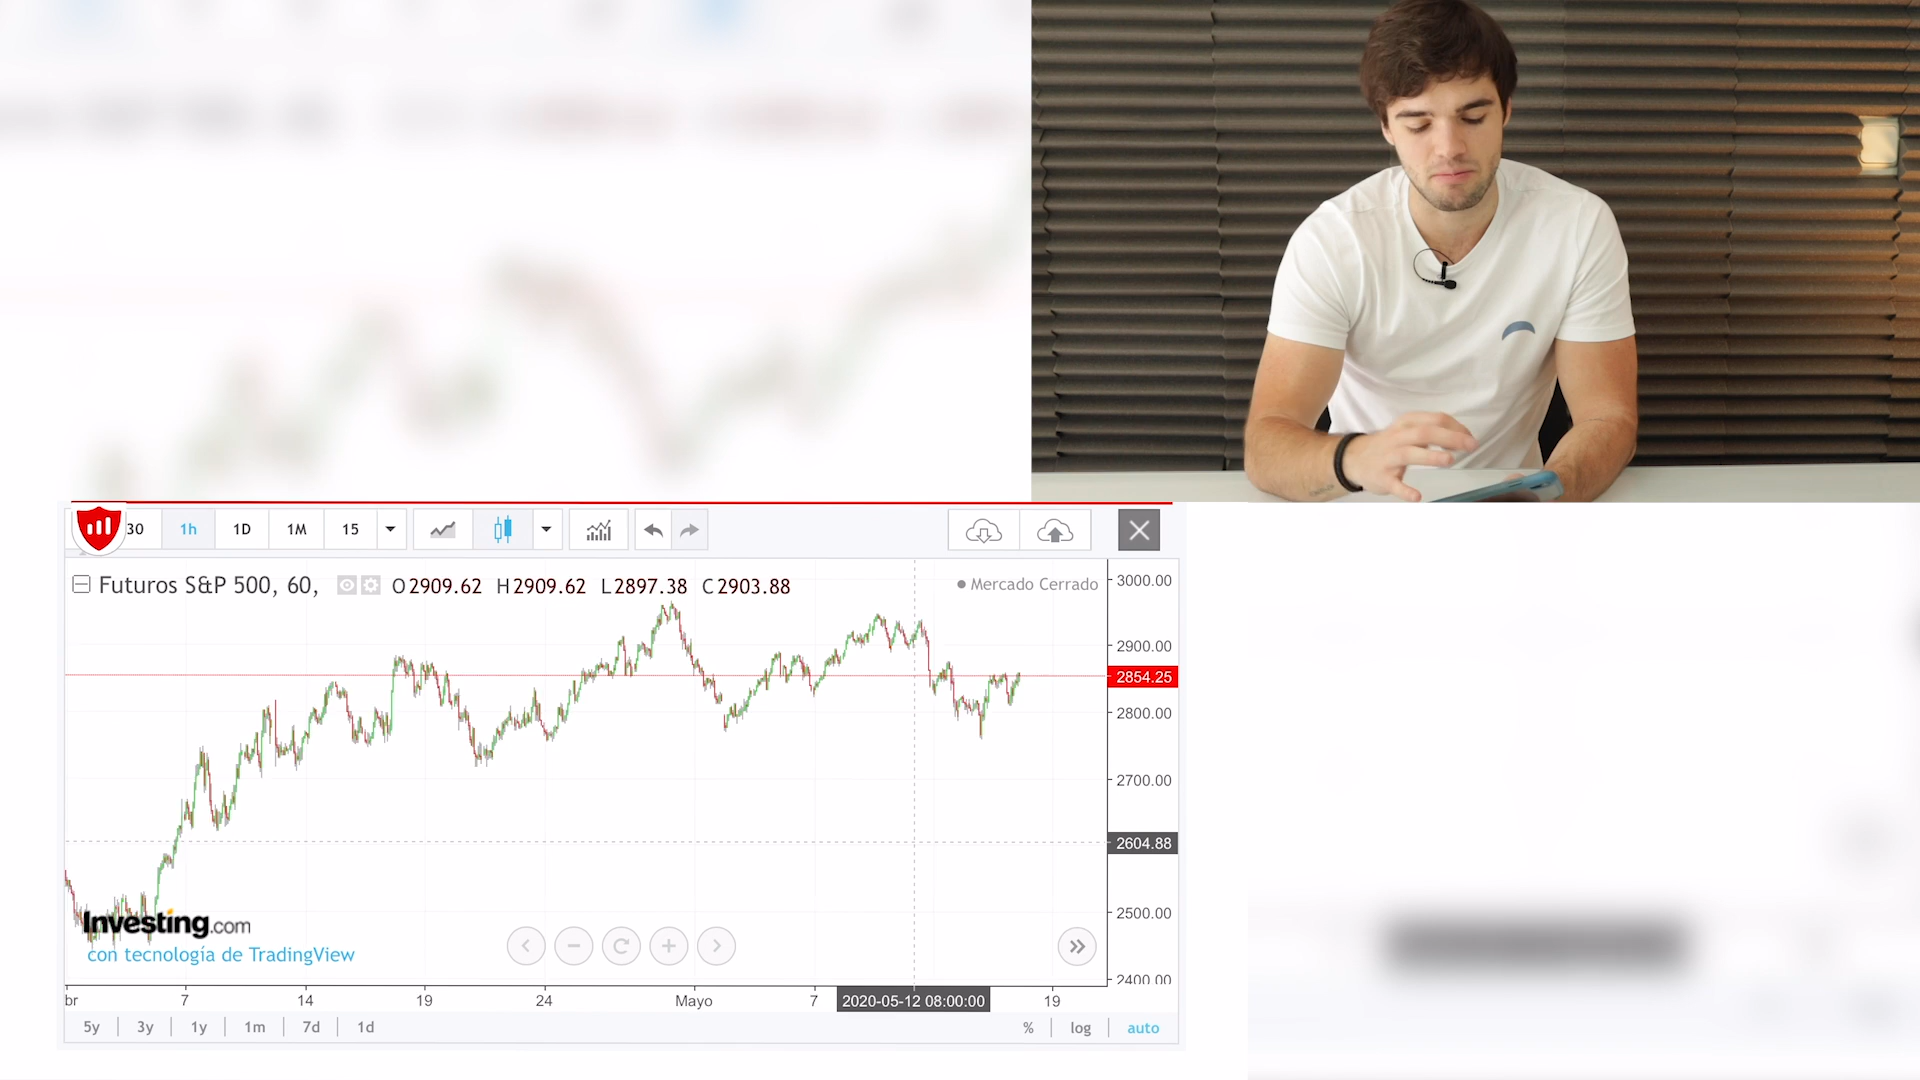 30 1h 1D 1M 15
Futuros S&P 500, 60, O2909.62 H2909.62 L2897.38 C2903.88
Mercado Cerrado
3000.00
2900.00
2854.25
2800.00
2700.00
2604.88
2500.00
2400.00
Investing.com
con tecnología de TradingView
br 7 14 19 24 Mayo 7 2020-05-12 08:00:00 19
5y 3y 1y 1m 7d 1d % log auto